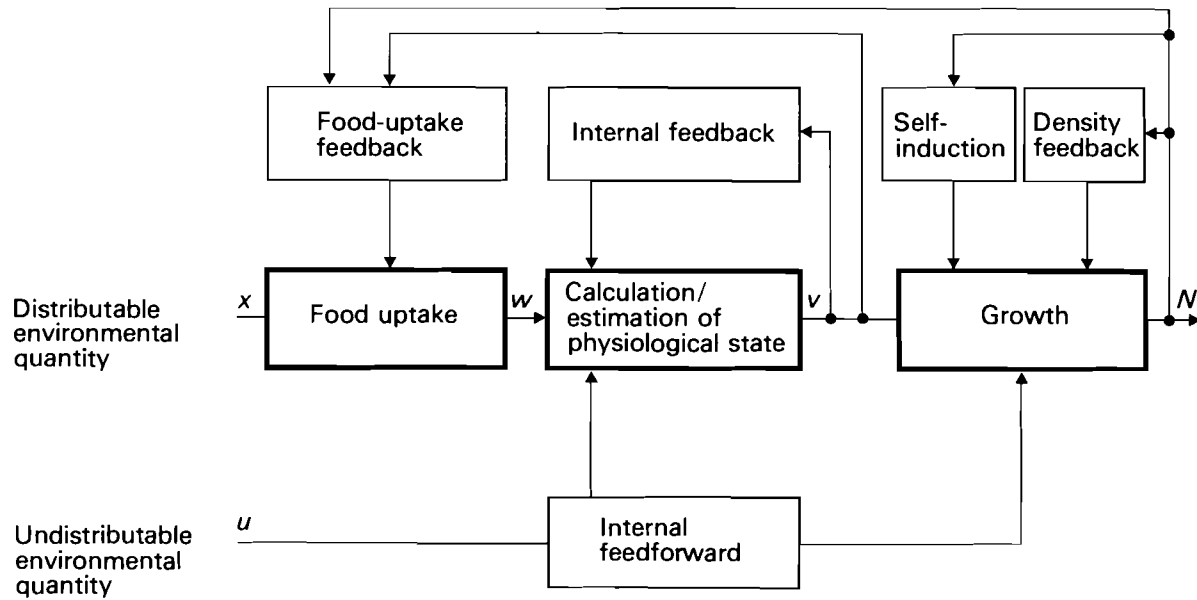 Food-uptake
feedback
Internal feedback
Self-
induction
Density
feedback
Distributable
environmental
quantity
x
Food uptake
w
Calculation/
estimation of
physiological state
v
Growth
N
Undistributable
environmental
quantity
u
Internal
feedforward